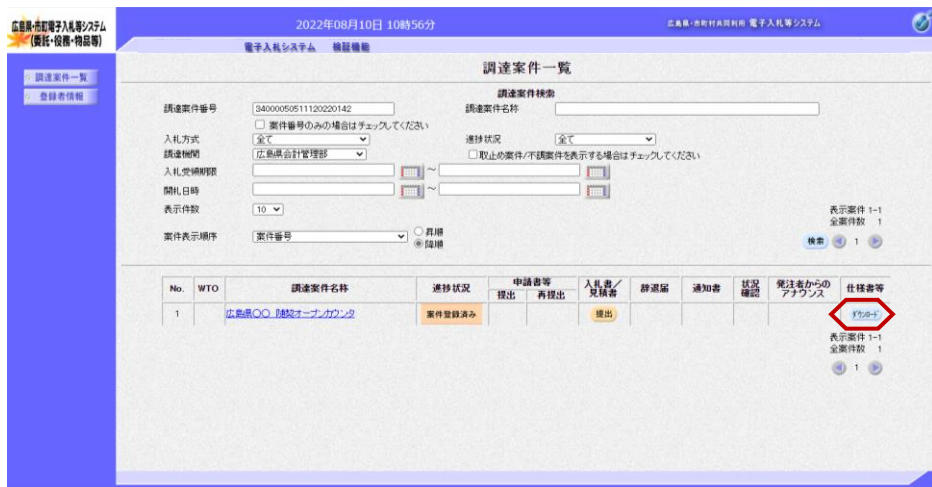 広島県・市町電子入札等システム
(委託・役務・物品等)
2022年08月10日 10時56分
広島県・市町村共同利用 電子入札等システム
電子入札システム 検証機能
調達案件一覧
登録者情報
調達案件一覧
調達案件検索
調達案件番号 34000050511120220142 調達案件名称
案件番号のみの場合はチェックしてください
入札方式 全て 進捗状況 全て
調達機関 広島県会計管理部 取止め案件/不調案件を表示する場合はチェックしてください
入札受領期限 ~
開札日時 ~
表示件数 10
案件表示順序 案件番号 昇順
降順
表示案件 1-1
全案件数 1
検索 1
No. WTO 調達案件名称 進捗状況 申請書等 提出 再提出 入札書/見積書 辞退届 通知書 状況確認 発注者からのアナウンス 仕様書等
1 広島県〇〇 随契オープンカウンタ 案件登録済み 提出 ダウンロード
表示案件 1-1
全案件数 1
1